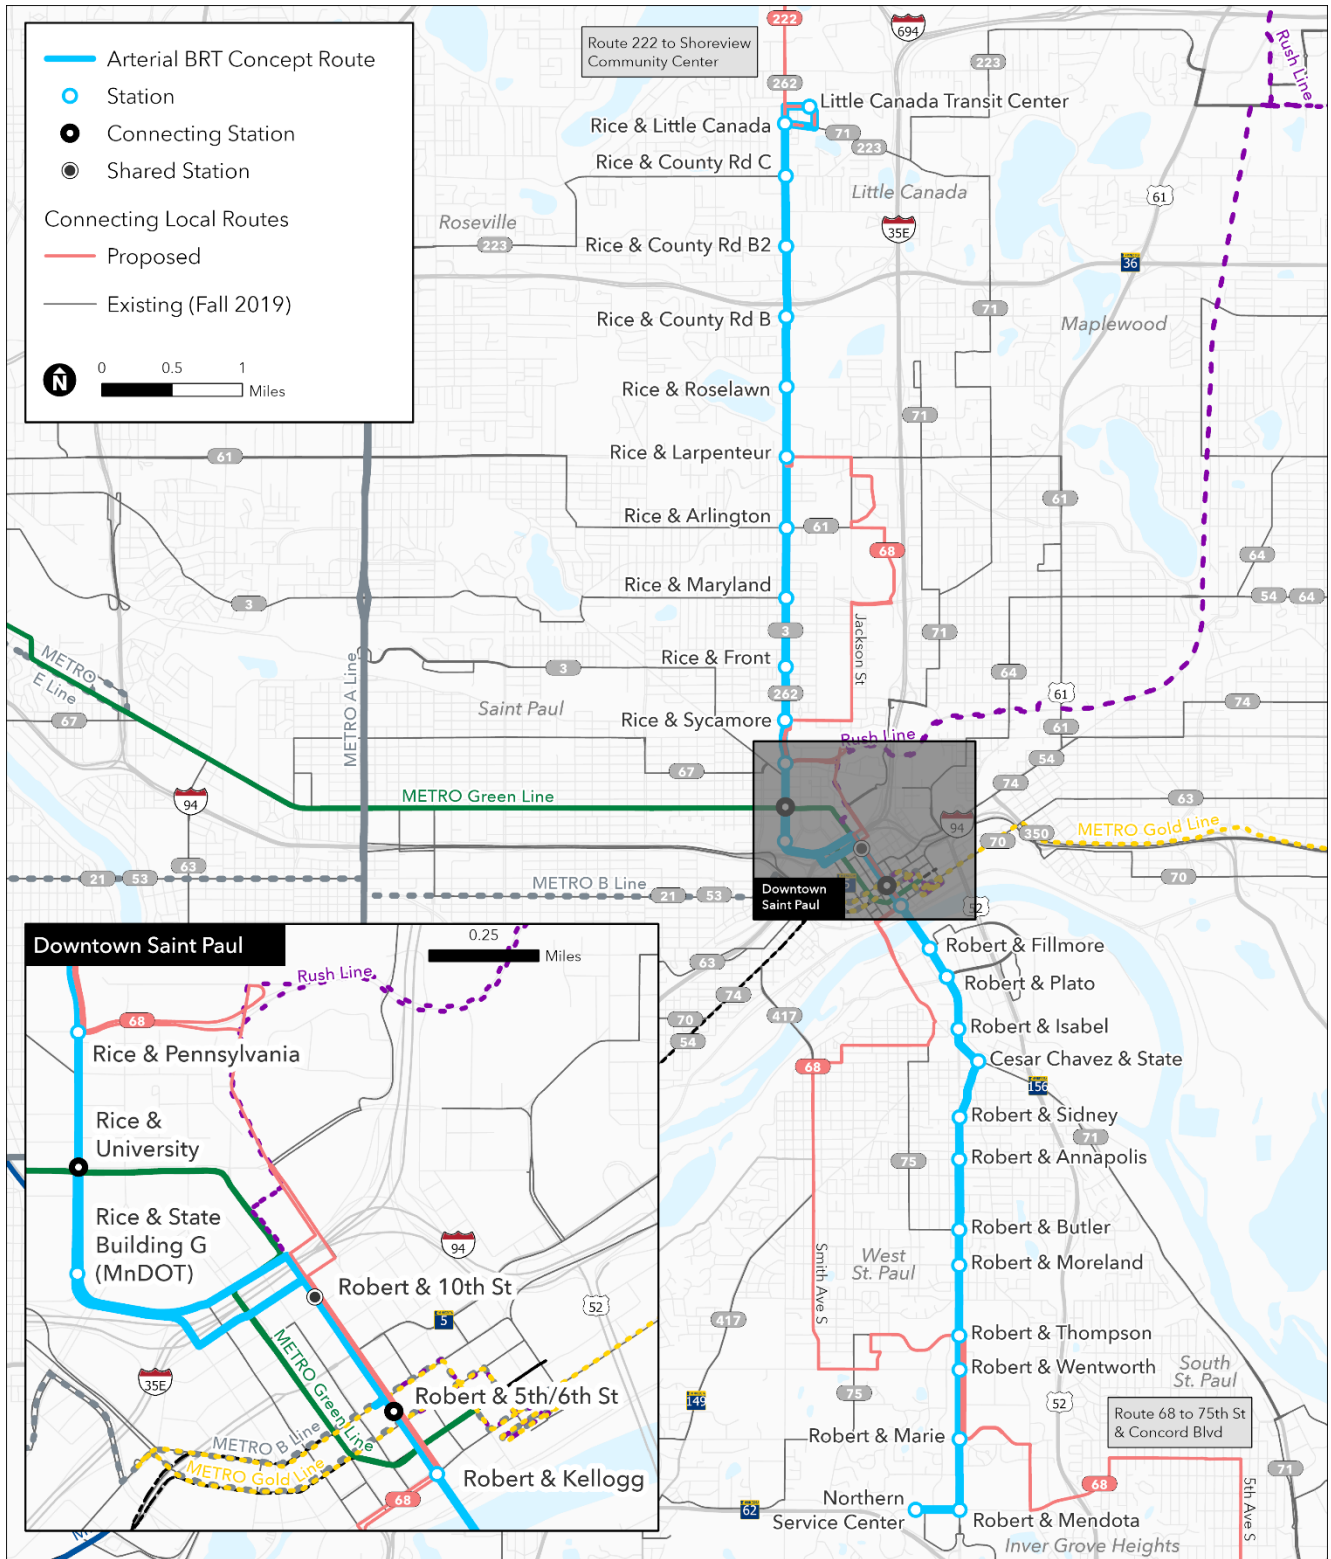 Arterial BRT Concept Route
Station
Connecting Station
Shared Station
Connecting Local Routes
Proposed
Existing (Fall 2019)
N
0 0.5 1
Miles
222
Route 222 to Shoreview
Community Center
262
694
223
Rush Line
Little Canada Transit Center
Rice & Little Canada
71
223
Rice & County Rd C
Little Canada
61
Roseville
223
35E
Rice & County Rd B2
36
71
Rice & County Rd B
Maplewood
Rice & Roselawn
71
61
Rice & Larpenteur
61
Rice & Arlington
61
68
64
Rice & Maryland
3
54
64
3
71
Jackson St
METRO
E Line
METRO A Line
Rice & Front
3
64
262
61
Saint Paul
74
67
Rice & Sycamore
61
Rush Line
54
67
74
94
METRO Green Line
63
94
METRO Gold Line
350
70
63
21
53
METRO B Line
21
53
70
5
Downtown
Saint Paul
52
Downtown Saint Paul
0.25
Miles
Rush Line
68
Rice & Pennsylvania
Rice &
University
Rice & State
Building G
(MnDOT)
94
Robert & 10th St
52
5
METRO Green Line
35E
Robert & 5th/6th St
METRO B Line
METRO Gold Line
Robert & Kellogg
68
Robert & Fillmore
63
Robert & Plato
74
70
417
54
Robert & Isabel
Cesar Chavez & State
68
156
Robert & Sidney
71
75
Robert & Annapolis
Robert & Butler
Smith Ave S
West
St. Paul
Robert & Moreland
417
Robert & Thompson
Robert & Wentworth
South
St. Paul
75
149
52
Route 68 to 75th St
& Concord Blvd
Robert & Marie
71
68
5th Ave S
Northern
Service Center
62
Robert & Mendota
Inver Grove Heights